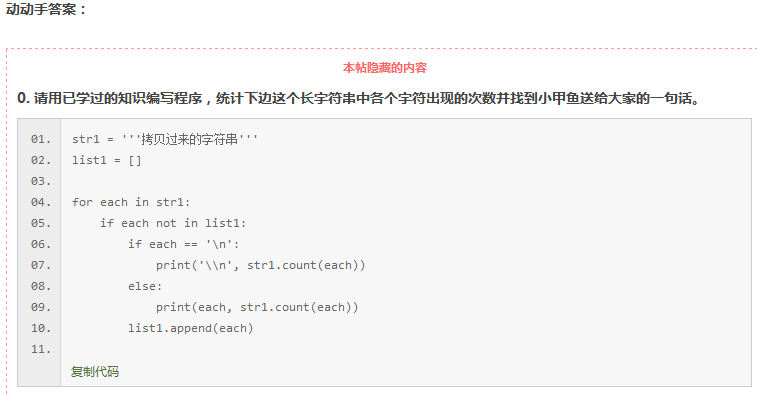 动动手答案：
本帖隐藏的内容
0. 请用已学过的知识编写程序，统计下边这个长字符串中各个字符出现的次数并找到小甲鱼送给大家的一句话。
01. str1 = '''拷贝过来的字符串'''
02. list1 = []
03.
04. for each in str1:
05.     if each not in list1:
06.         if each == '\n':
07.             print('\\n', str1.count(each))
08.         else:
09.             print(each, str1.count(each))
10.         list1.append(each)
11.
复制代码